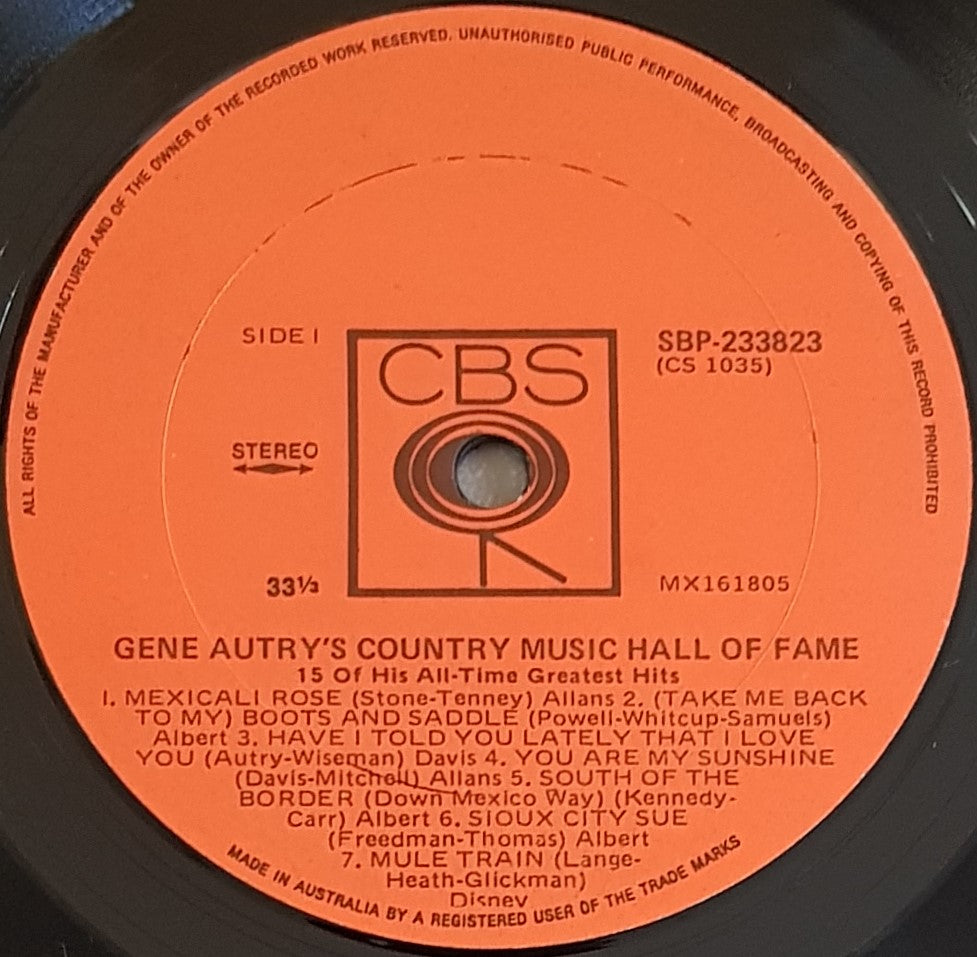 ALL RIGHTS OF THE MANUFACTURER AND OF THE OWNER OF THE RECORDED WORK RESERVED. UNAUTHORISED PUBLIC PERFORMANCE, BROADCASTING AND COPYING OF THIS RECORD PROHIBITED
SIDE 1
CBS
SBP-233823
(CS 1035)
STEREO
33⅓
MX161805
GENE AUTRY'S COUNTRY MUSIC HALL OF FAME
15 Of His All-Time Greatest Hits
1. MEXICALI ROSE (Stone-Tenney) Allans 2. (TAKE ME BACK
TO MY) BOOTS AND SADDLE (Powell-Whitcup-Samuels)
Albert 3. HAVE I TOLD YOU LATELY THAT I LOVE
YOU (Autry-Wiseman) Davis 4. YOU ARE MY SUNSHINE
(Davis-Mitchell) Allans 5. SOUTH OF THE
BORDER (Down Mexico Way) (Kennedy-
Carr) Albert 6. SIOUX CITY SUE
(Freedman-Thomas) Albert
7. MULE TRAIN (Lange-
Heath-Glickman)
Disney
MADE IN AUSTRALIA BY A REGISTERED USER OF THE TRADE MARKS